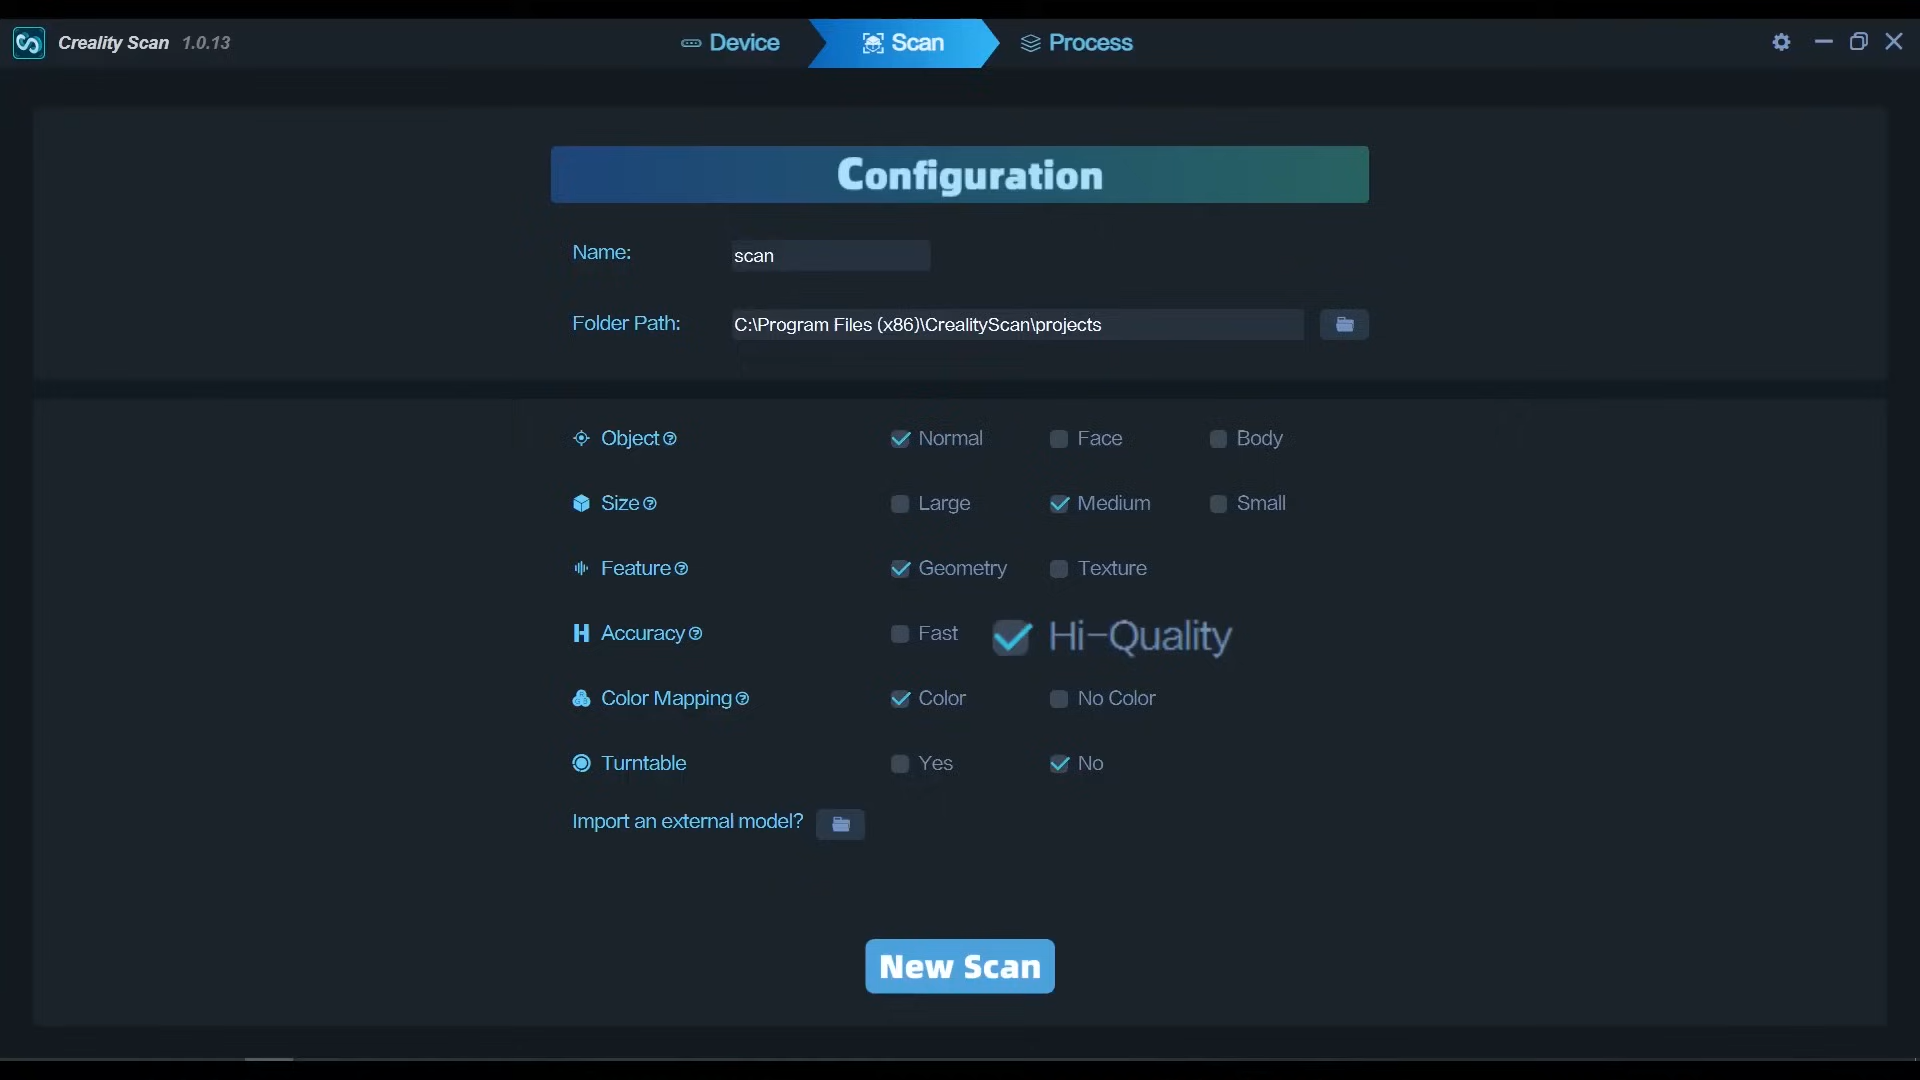 Creality Scan 1.0.13
Device
Scan
Process
Configuration
Name: scan
Folder Path: C:\Program Files (x86)\CrealityScan\projects
Object Normal Face Body
Size Large Medium Small
Feature Geometry Texture
Accuracy Fast Hi-Quality
Color Mapping Color No Color
Turntable Yes No
Import an external model?
New Scan